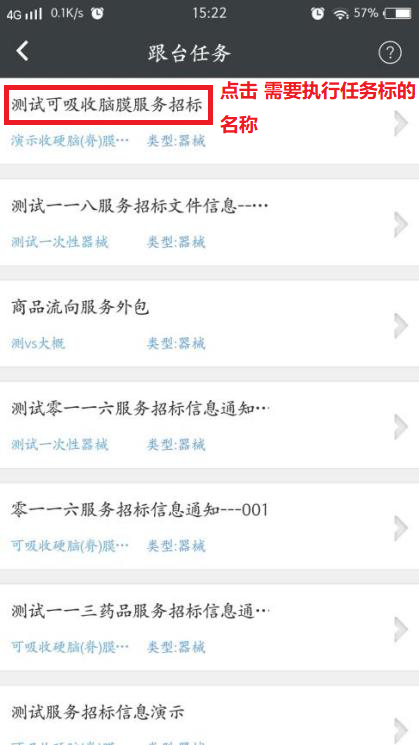 4G 0.1K/s 15:22 57%
跟台任务
?
测试可吸收脑膜服务招标
点击 需要执行任务标的
名称
演示收硬脑(脊)膜… 类型:器械
测试一一八服务招标文件信息--…
测试一次性器械 类型:器械
商品流向服务外包
测vs大概 类型:器械
测试零一一六服务招标信息通知…
测试一次性器械 类型:器械
零一一六服务招标信息通知---001
可吸收硬脑(脊)膜… 类型:器械
测试一一三药品服务招标信息通…
可吸收硬脑(脊)膜… 类型:器械
测试服务招标信息演示